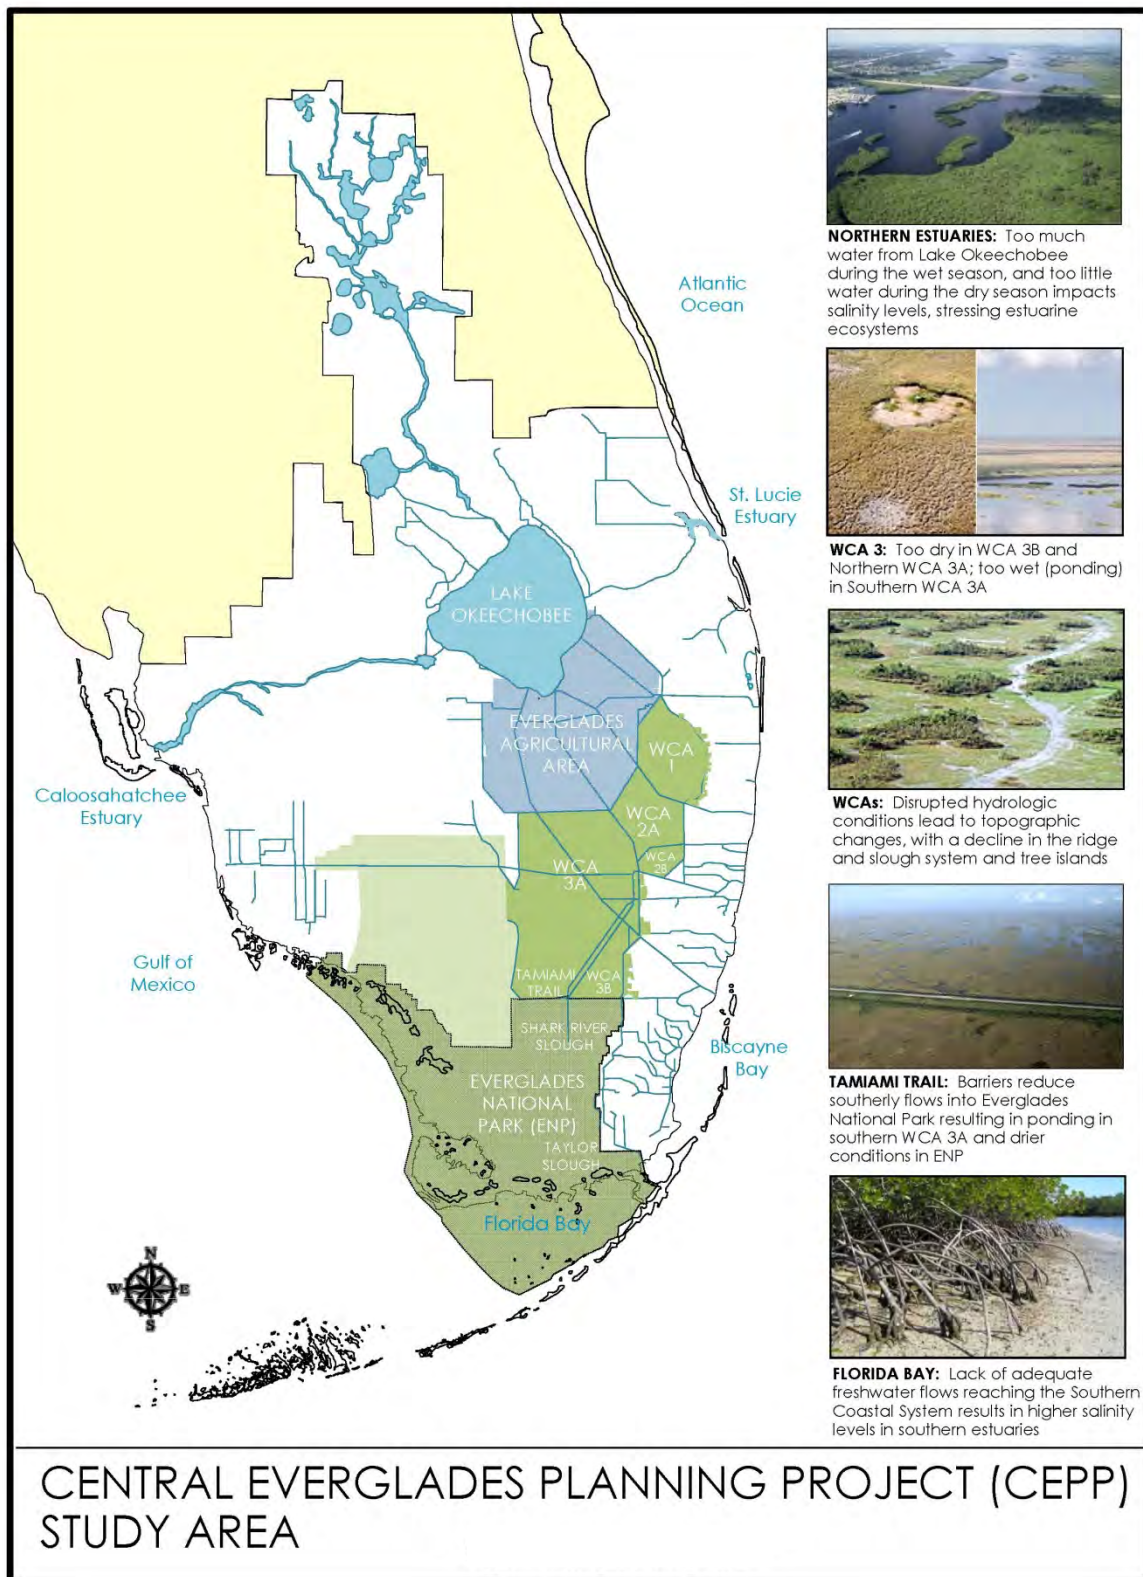 Atlantic
Ocean
St. Lucie
Estuary
LAKE
OKEECHOBEE
EVERGLADES
AGRICULTURAL
AREA
WCA
1
WCA
2A
WCA
2B
WCA
3A
Caloosahatchee
Estuary
Gulf of
Mexico
TAMIAMI
TRAIL
WCA
3B
SHARK RIVER
SLOUGH
Biscayne
Bay
EVERGLADES
NATIONAL
PARK (ENP)
TAYLOR
SLOUGH
Florida Bay
N
W
E
S
NORTHERN ESTUARIES: Too much
water from Lake Okeechobee
during the wet season, and too little
water during the dry season impacts
salinity levels, stressing estuarine
ecosystems
WCA 3: Too dry in WCA 3B and
Northern WCA 3A; too wet (ponding)
in Southern WCA 3A
WCAs: Disrupted hydrologic
conditions lead to topographic
changes, with a decline in the ridge
and slough system and tree islands
TAMIAMI TRAIL: Barriers reduce
southerly flows into Everglades
National Park resulting in ponding in
southern WCA 3A and drier
conditions in ENP
FLORIDA BAY: Lack of adequate
freshwater flows reaching the Southern
Coastal System results in higher salinity
levels in southern estuaries
CENTRAL EVERGLADES PLANNING PROJECT (CEPP)
STUDY AREA